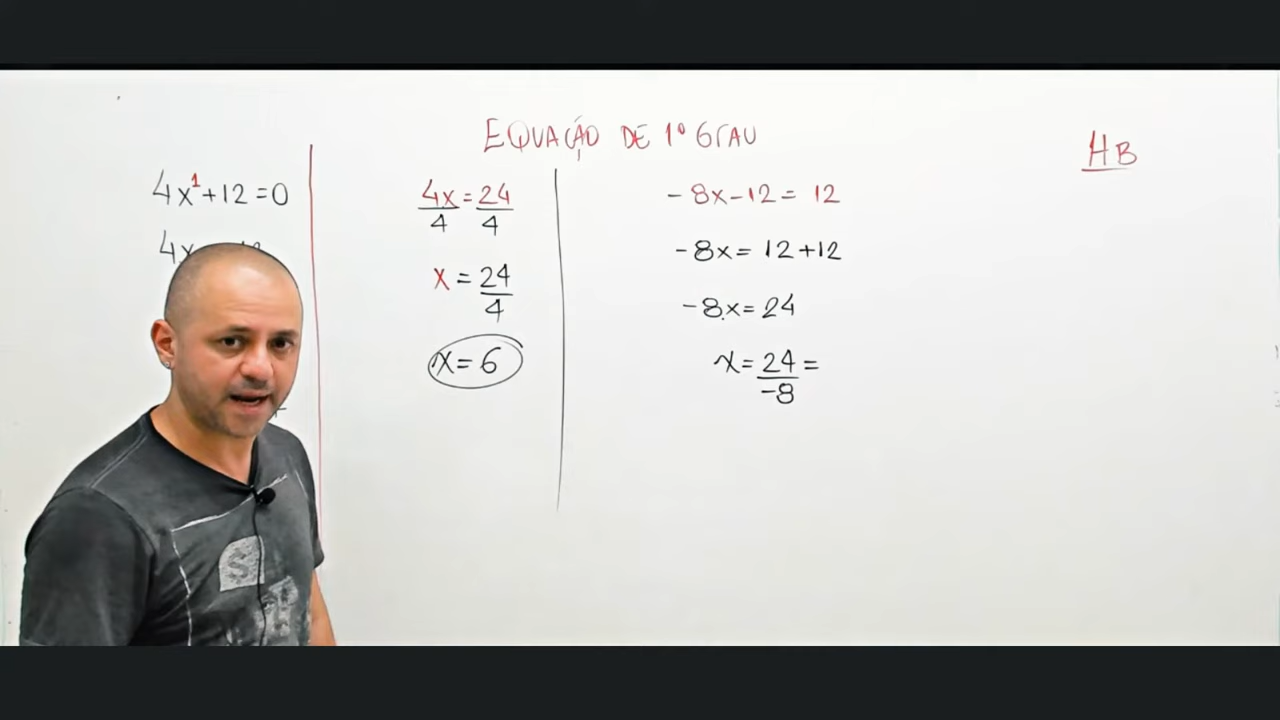 EQUAÇÃO DE 1º GRAU
HB
4x¹+12=0
4x
4x=24
4 4
x=24
4
x=6
-8x-12= 12
-8x= 12+12
-8x=24
x=24=
-8